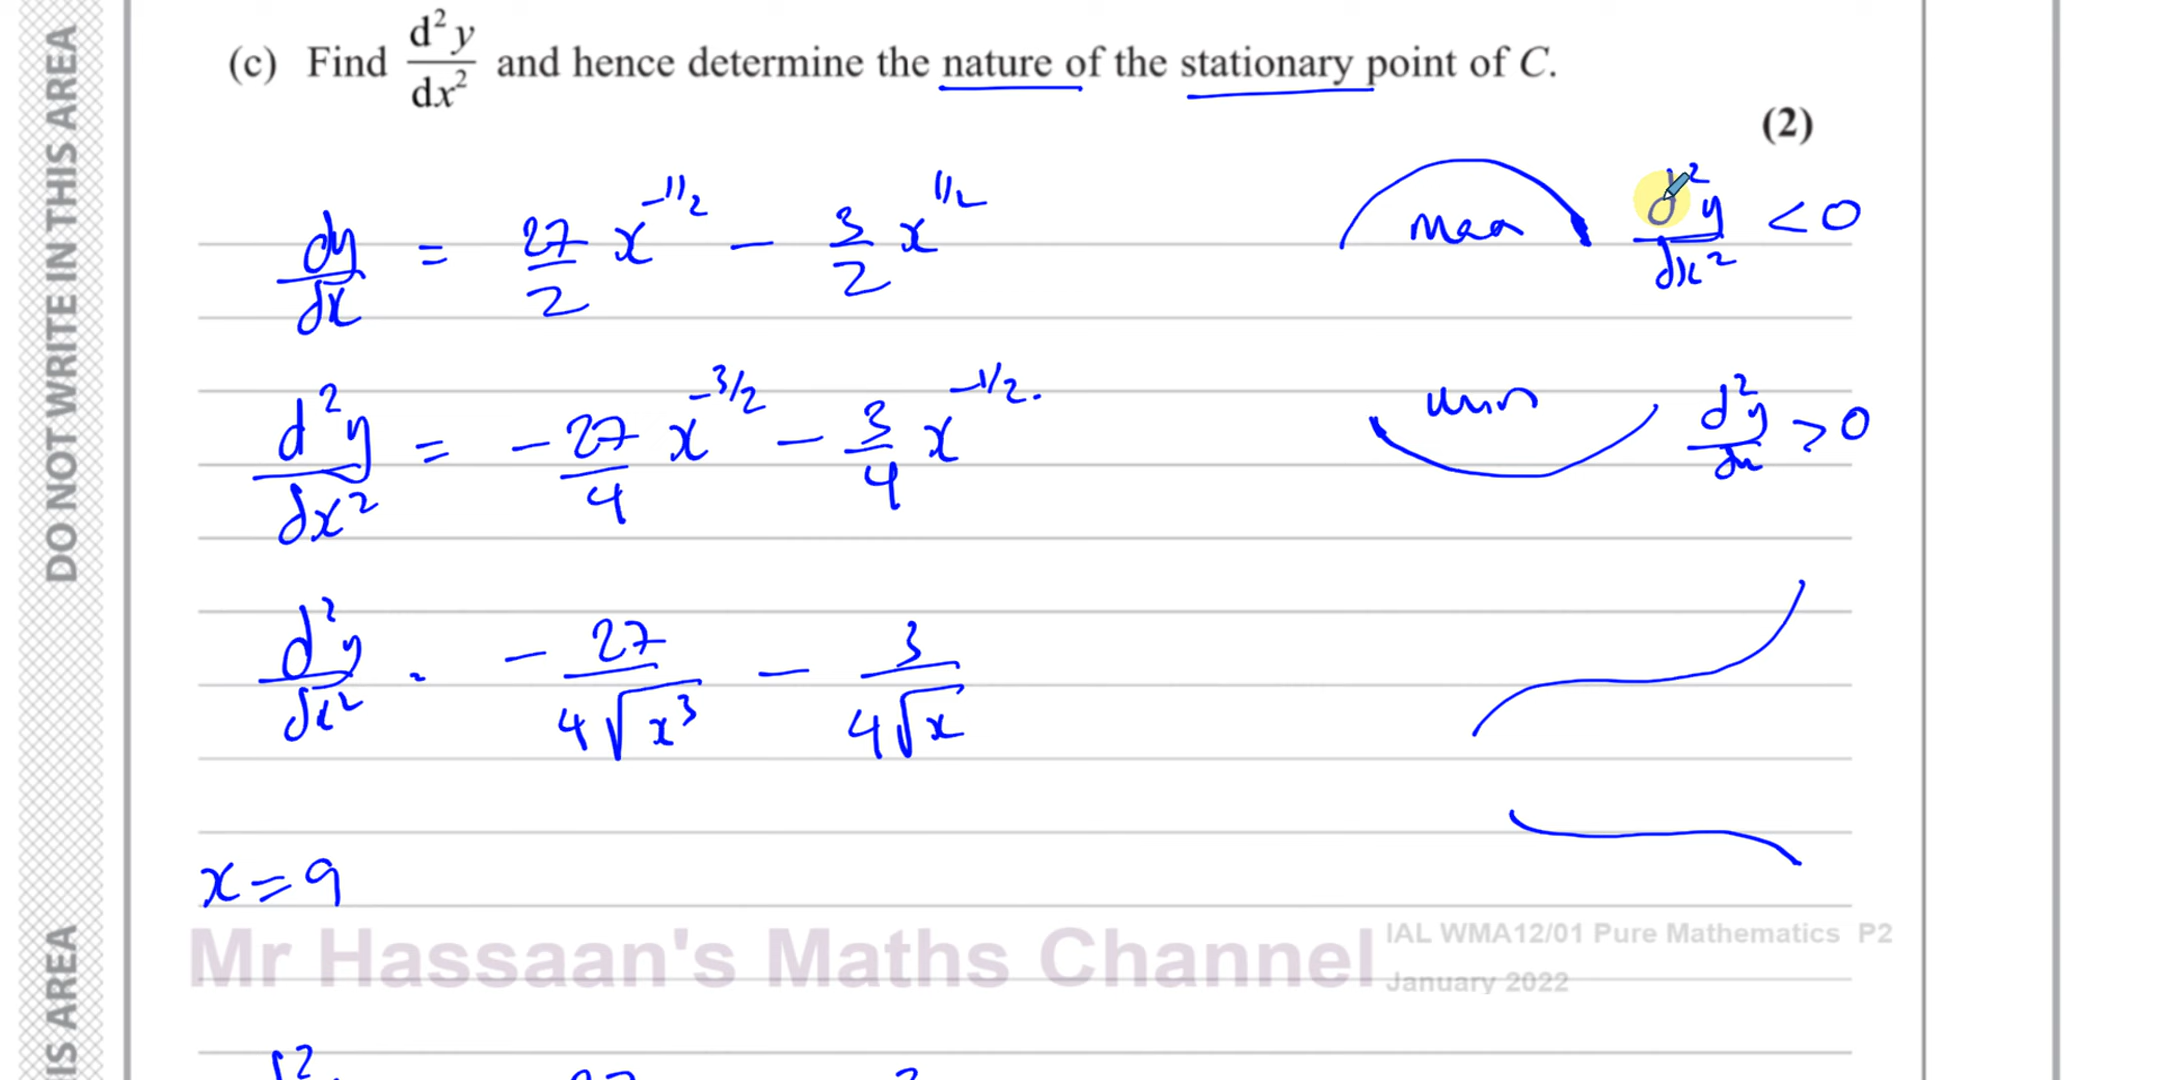 (c) Find d²y/dx² and hence determine the nature of the stationary point of C.
(2)
dy/dx = 27/2 x^(-1/2) - 3/2 x^(1/2)
max d²y/dx² < 0
d²y/dx² = -27/4 x^(-3/2) - 3/4 x^(-1/2).
min d²y/dx > 0
d²y/dx² = - 27/(4√x³) - 3/(4√x)
x = 9
Mr Hassaan's Maths Channel
IAL WMA12/01 Pure Mathematics P2
January 2022
DO NOT WRITE IN THIS AREA
IS AREA